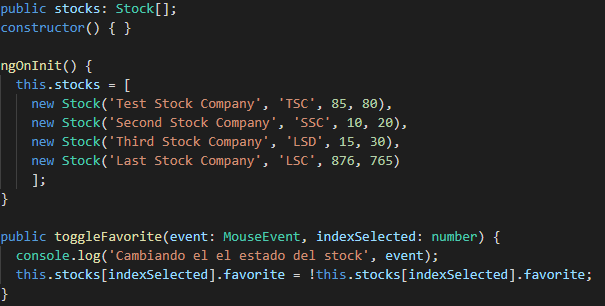 public stocks: Stock[];
constructor() { }
ngOnInit() {
this.stocks = [
new Stock('Test Stock Company', 'TSC', 85, 80),
new Stock('Second Stock Company', 'SSC', 10, 20),
new Stock('Third Stock Company', 'LSD', 15, 30),
new Stock('Last Stock Company', 'LSC', 876, 765)
];
}
public toggleFavorite(event: MouseEvent, indexSelected: number) {
console.log('Cambiando el el estado del stock', event);
this.stocks[indexSelected].favorite = !this.stocks[indexSelected].favorite;
}